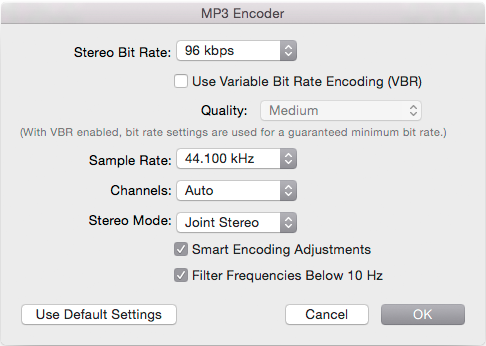 MP3 Encoder
Stereo Bit Rate: 96 kbps
Use Variable Bit Rate Encoding (VBR)
Quality: Medium
(With VBR enabled, bit rate settings are used for a guaranteed minimum bit rate.)
Sample Rate: 44.100 kHz
Channels: Auto
Stereo Mode: Joint Stereo
Smart Encoding Adjustments
Filter Frequencies Below 10 Hz
Use Default Settings Cancel OK